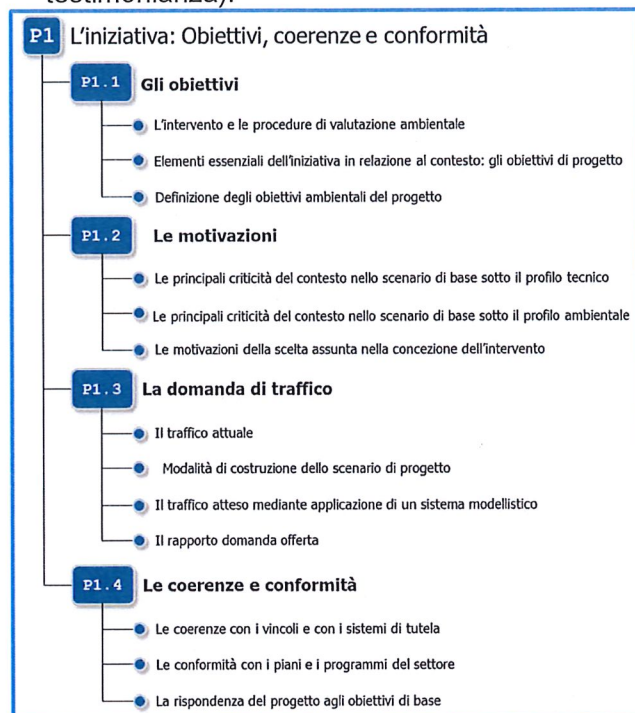 testimonianza).
P1 L'iniziativa: Obiettivi, coerenze e conformità
P1.1 Gli obiettivi
L'intervento e le procedure di valutazione ambientale
Elementi essenziali dell'iniziativa in relazione al contesto: gli obiettivi di progetto
Definizione degli obiettivi ambientali del progetto
P1.2 Le motivazioni
Le principali criticità del contesto nello scenario di base sotto il profilo tecnico
Le principali criticità del contesto nello scenario di base sotto il profilo ambientale
Le motivazioni della scelta assunta nella concezione dell'intervento
P1.3 La domanda di traffico
Il traffico attuale
Modalità di costruzione dello scenario di progetto
Il traffico atteso mediante applicazione di un sistema modellistico
Il rapporto domanda offerta
P1.4 Le coerenze e conformità
Le coerenze con i vincoli e con i sistemi di tutela
Le conformità con i piani e i programmi del settore
La rispondenza del progetto agli obiettivi di base